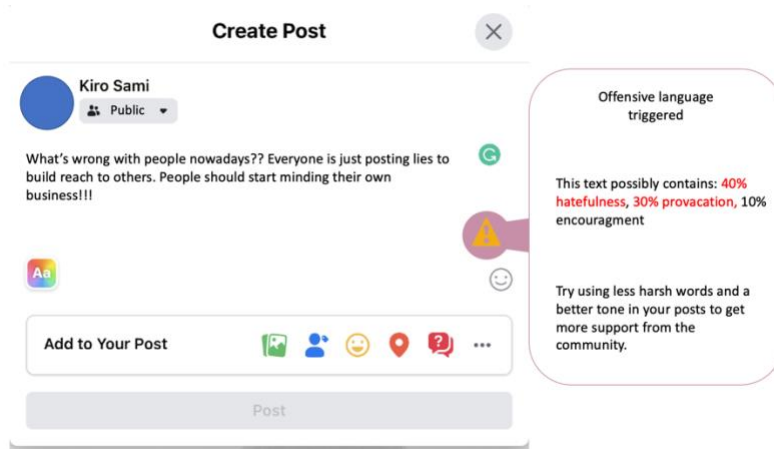 Create Post
Kiro Sami
Public
What's wrong with people nowadays?? Everyone is just posting lies to
build reach to others. People should start minding their own
business!!!
Aa
Add to Your Post
Post
Offensive language
triggered
This text possibly contains: 40%
hatefulness, 30% provacation, 10%
encouragment
Try using less harsh words and a
better tone in your posts to get
more support from the
community.